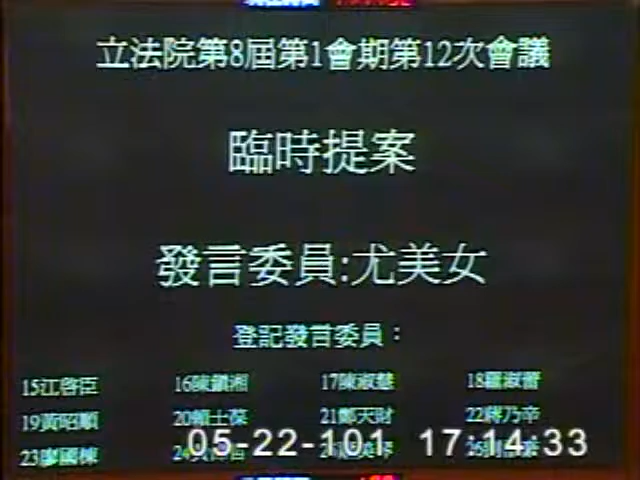 立法院第8屆第1會期第12次會議
臨時提案
發言委員:尤美女
登記發言委員：
15江啓臣 16陳鎮湘 17陳淑慧 18羅淑蕾
19黃昭順 20賴士葆 21鄭天財 22蔣乃辛
23廖國棟
05-22-101 17:14:33